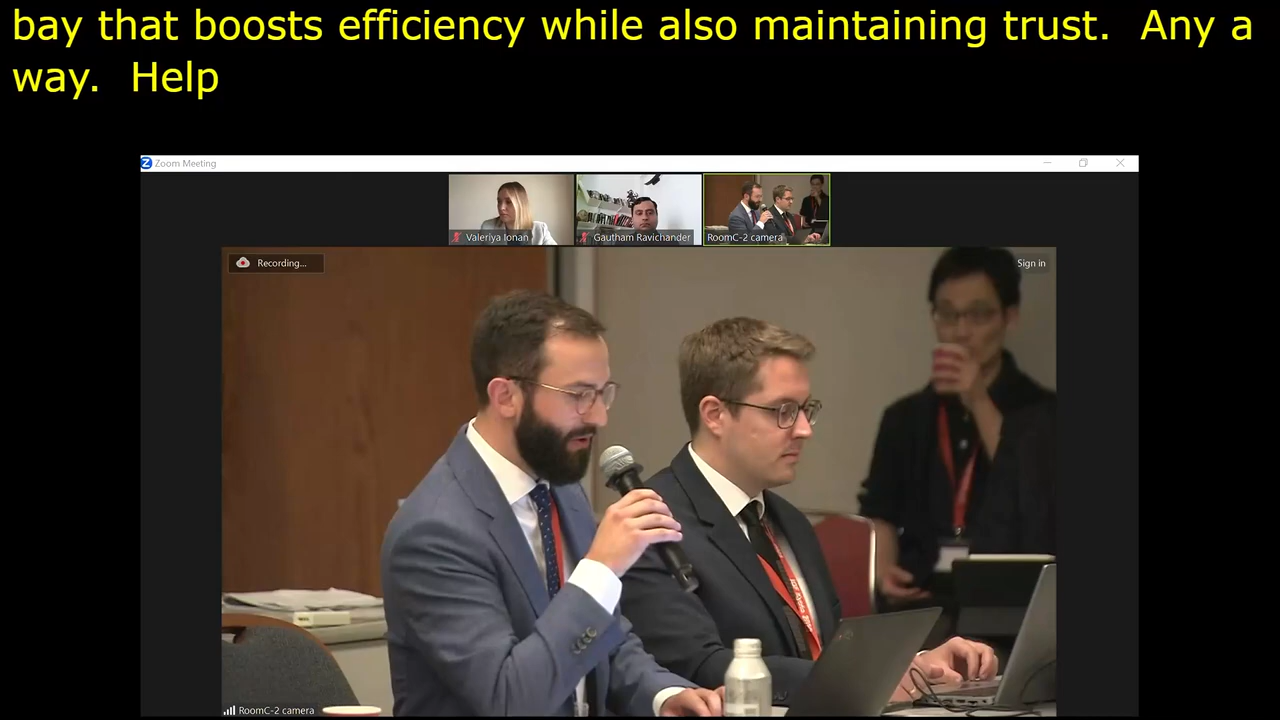 bay that boosts efficiency while also maintaining trust.  Any a
way.  Help
Zoom Meeting
Valeriya Ionan
Gautham Ravichander
RoomC-2 camera
Recording...
Sign in
RoomC-2 camera